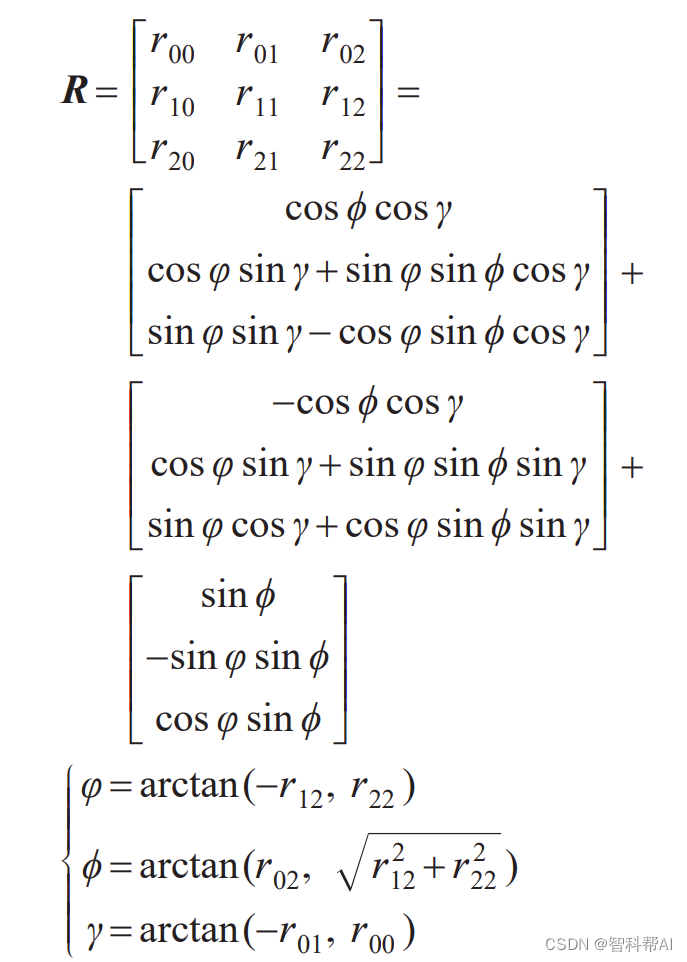 R = [ r₀₀ r₀₁ r₀₂
r₁₀ r₁₁ r₁₂
r₂₀ r₂₁ r₂₂ ] =
[ cos ϕ cos γ
cos φ sin γ + sin φ sin ϕ cos γ
sin φ sin γ − cos φ sin ϕ cos γ ] +
[ −cos ϕ cos γ
cos φ sin γ + sin φ sin ϕ sin γ
sin φ cos γ + cos φ sin ϕ sin γ ] +
[ sin ϕ
−sin φ sin ϕ
cos φ sin ϕ ]
{ φ = arctan(−r₁₂, r₂₂)
ϕ = arctan(r₀₂, √(r₁₂² + r₂₂²))
γ = arctan(−r₀₁, r₀₀)
CSDN @智科帮AI